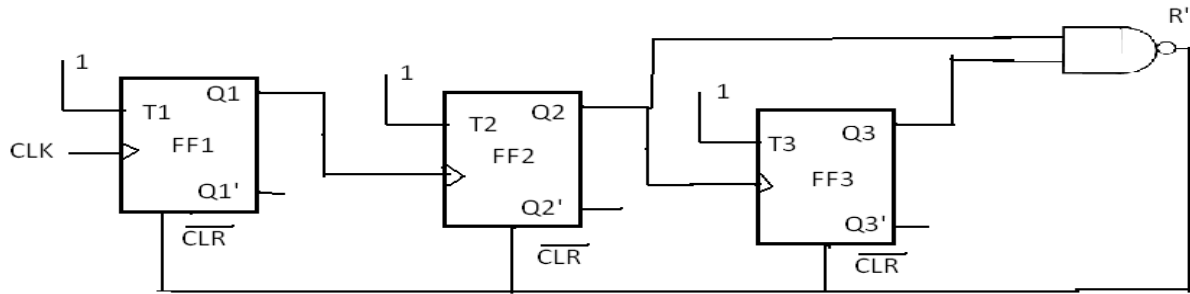 R'
1
1
1
Q1
T1
CLK
FF1
Q1'
CLR
Q2
T2
FF2
Q2'
CLR
Q3
T3
FF3
Q3'
CLR